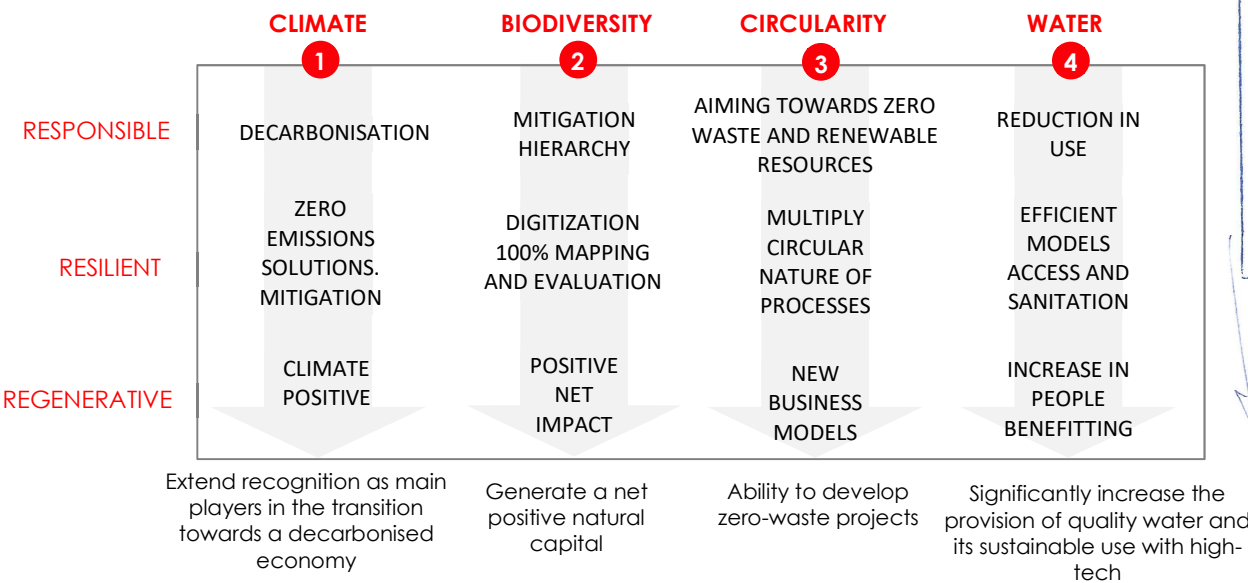 CLIMATE
BIODIVERSITY
CIRCULARITY
WATER
1
2
3
4
RESPONSIBLE
DECARBONISATION
MITIGATION
HIERARCHY
AIMING TOWARDS ZERO
WASTE AND RENEWABLE
RESOURCES
REDUCTION IN
USE
RESILIENT
ZERO
EMISSIONS
SOLUTIONS.
MITIGATION
DIGITIZATION
100% MAPPING
AND EVALUATION
MULTIPLY
CIRCULAR
NATURE OF
PROCESSES
EFFICIENT
MODELS
ACCESS AND
SANITATION
REGENERATIVE
CLIMATE
POSITIVE
POSITIVE
NET
IMPACT
NEW
BUSINESS
MODELS
INCREASE IN
PEOPLE
BENEFITTING
Extend recognition as main
players in the transition
towards a decarbonised
economy
Generate a net
positive natural
capital
Ability to develop
zero-waste projects
Significantly increase the
provision of quality water and
its sustainable use with high-
tech